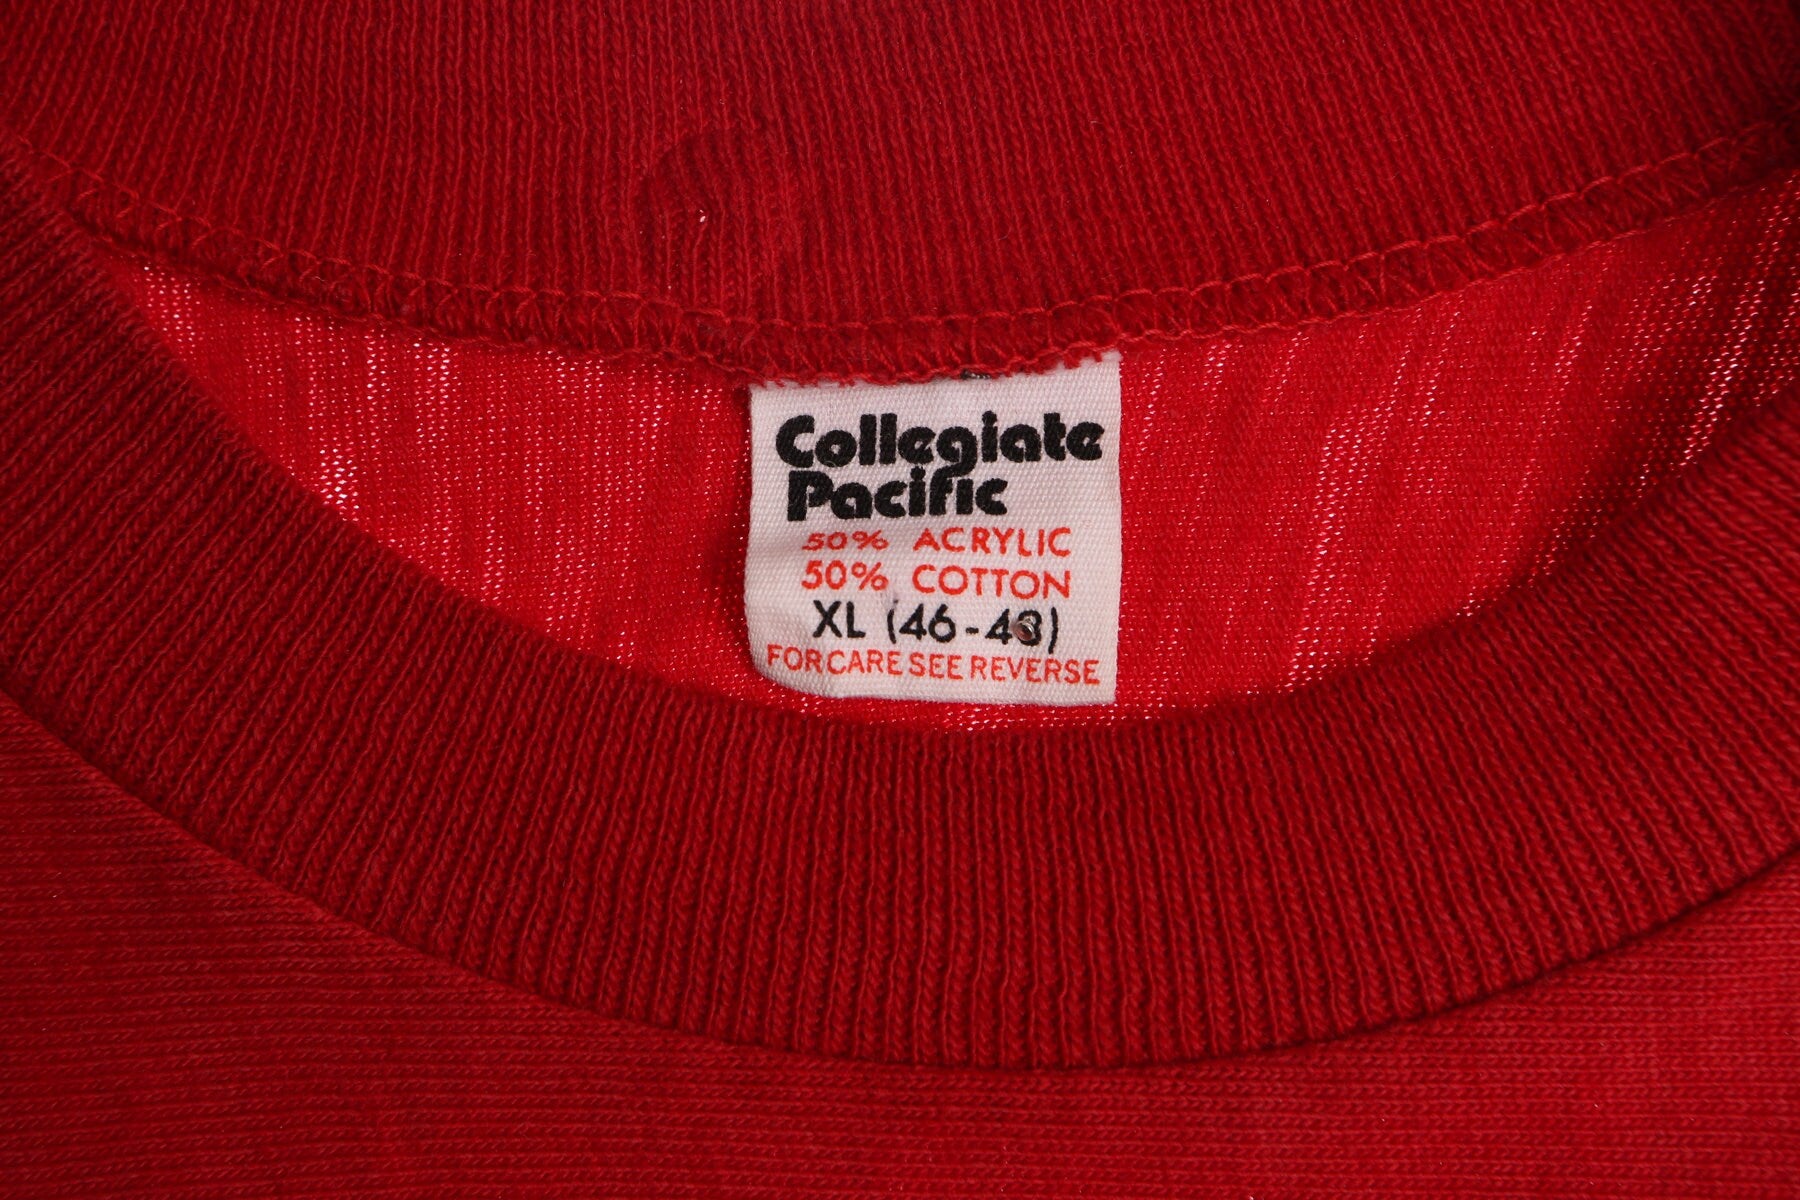 Collegiate
Pacific
50% ACRYLIC
50% COTTON
XL (46-48)
FOR CARE SEE REVERSE